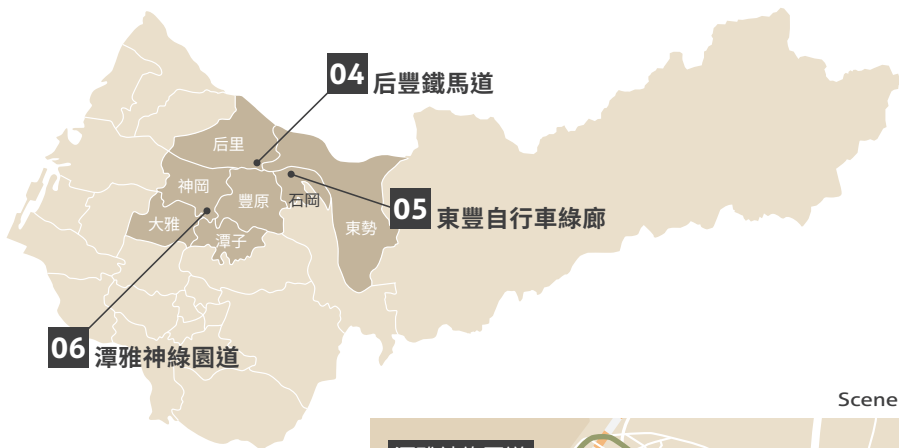 04 后豐鐵馬道
后里
神岡
豐原
石岡
大雅
潭子
東勢
05 東豐自行車綠廊
06 潭雅神綠園道
Scene